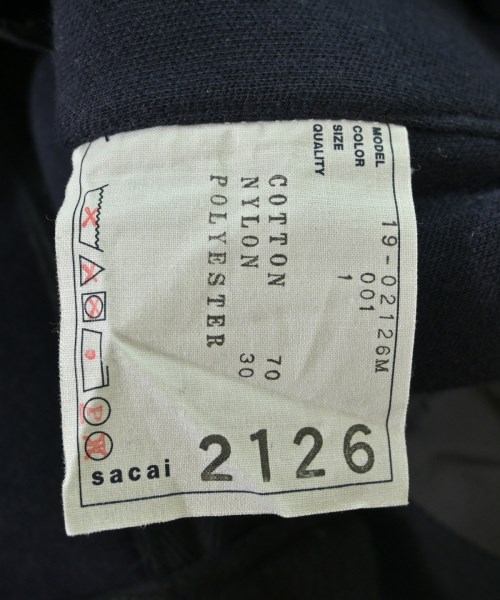 MODEL 19-02126M
COLOR 001
SIZE 1
QUALITY
COTTON 70
NYLON 30
POLYESTER
P
W
sacai 2126